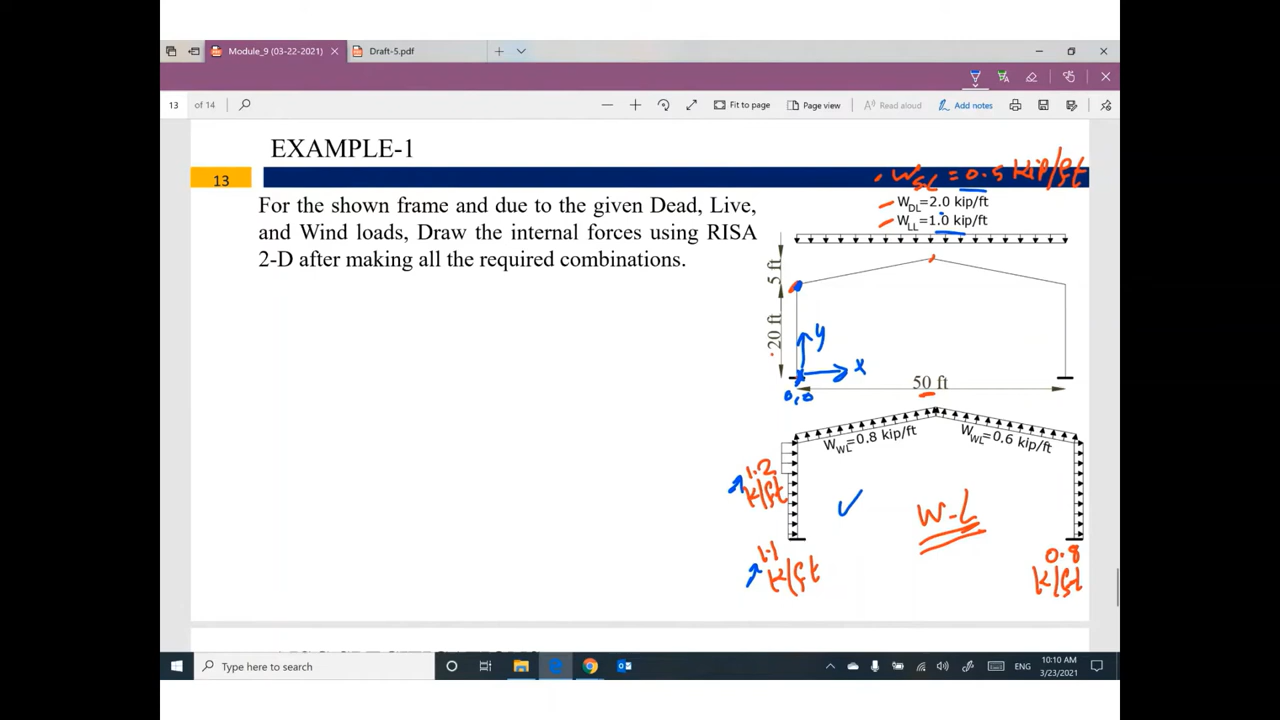 Module_9 (03-22-2021)
Draft-5.pdf
13 of 14
Fit to page
Page view
Read aloud
Add notes
EXAMPLE-1
13
W_SL = 0.5 kip/ft
For the shown frame and due to the given Dead, Live,
and Wind loads, Draw the internal forces using RISA
2-D after making all the required combinations.
W_DL=2.0 kip/ft
W_LL=1.0 kip/ft
5 ft
20 ft
y
x
0,0
50 ft
W_WL=0.8 kip/ft
W_WL=0.6 kip/ft
1.2
k/ft
W-L
1.1
k/ft
0.8
k/ft
Type here to search
ENG
10:10 AM
3/23/2021